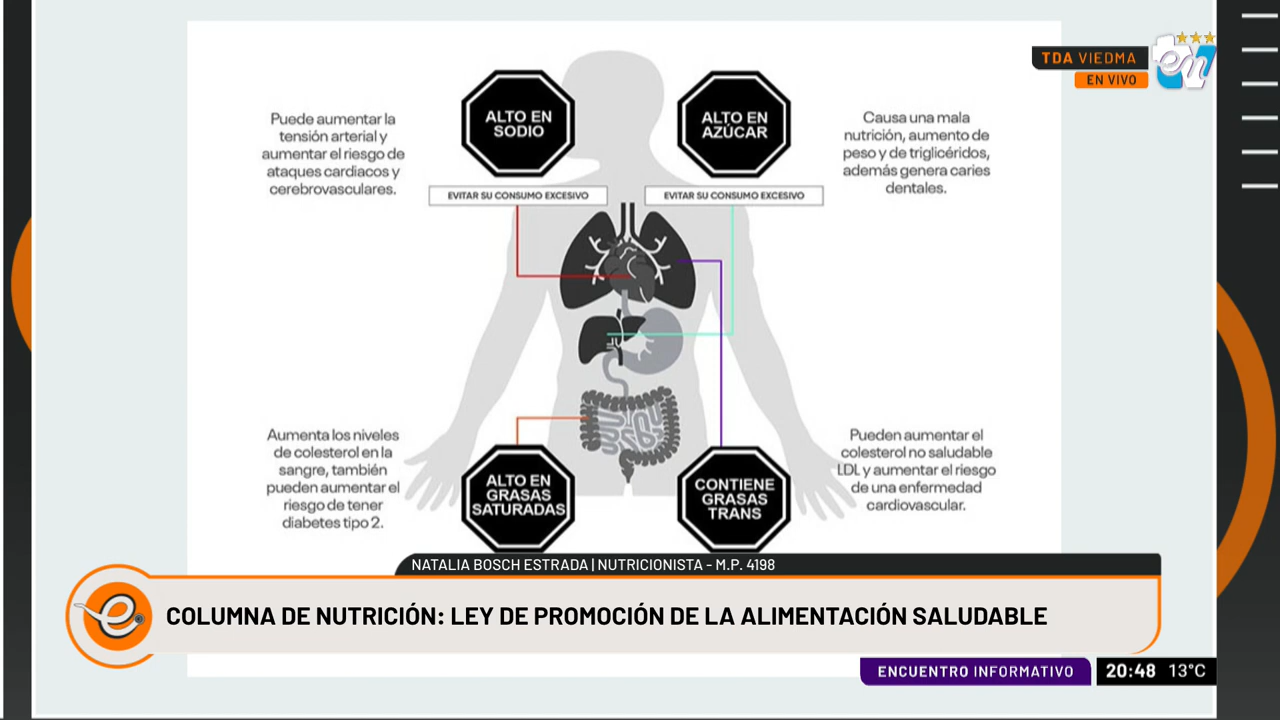 TDA VIEDMA
EN VIVO
em
Puede aumentar la
tensión arterial y
aumentar el riesgo de
ataques cardiacos y
cerebrovasculares.
ALTO EN
SODIO
EVITAR SU CONSUMO EXCESIVO
ALTO EN
AZÚCAR
EVITAR SU CONSUMO EXCESIVO
Causa una mala
nutrición, aumento de
peso y de triglicéridos,
además genera caries
dentales.
Aumenta los niveles
de colesterol en la
sangre, también
pueden aumentar el
riesgo de tener
diabetes tipo 2.
ALTO EN
GRASAS
SATURADAS
CONTIENE
GRASAS
TRANS
Pueden aumentar el
colesterol no saludable
LDL y aumentar el riesgo
de una enfermedad
cardiovascular.
NATALIA BOSCH ESTRADA | NUTRICIONISTA - M.P. 4198
e
COLUMNA DE NUTRICIÓN: LEY DE PROMOCIÓN DE LA ALIMENTACIÓN SALUDABLE
ENCUENTRO INFORMATIVO
20:48 13°C